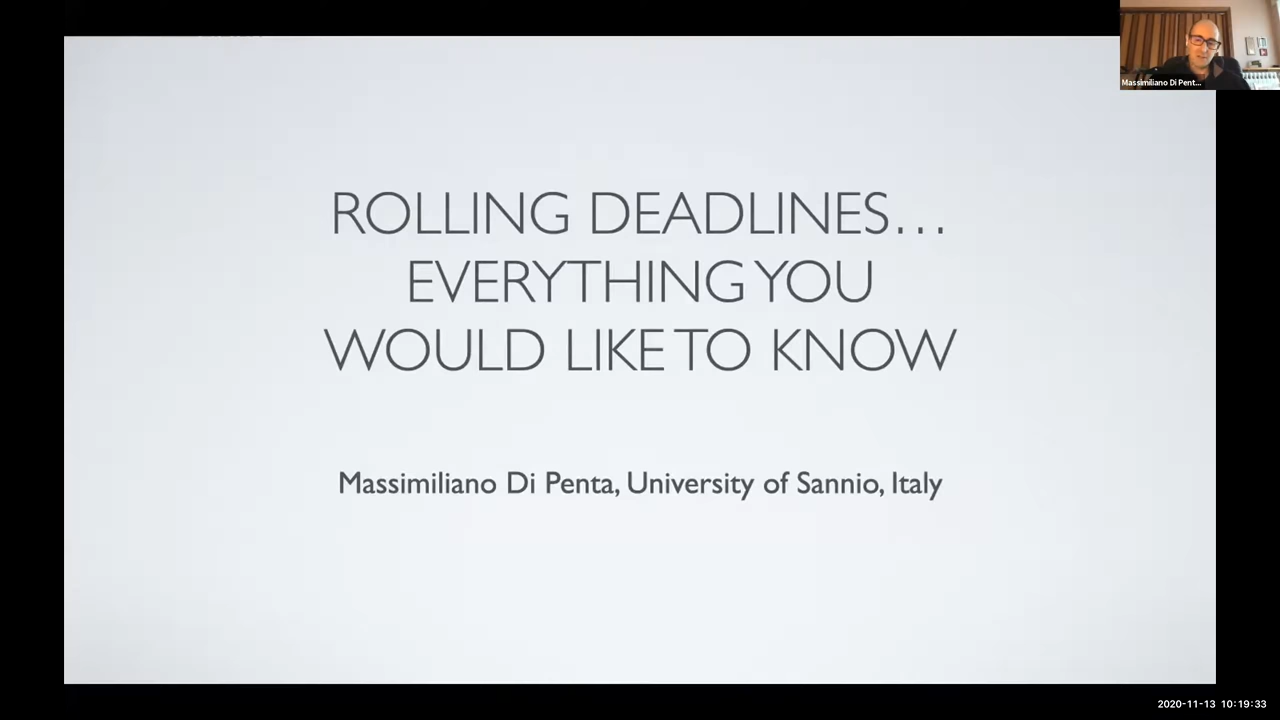 Massimiliano Di Pent...
ROLLING DEADLINES...
EVERYTHING YOU
WOULD LIKE TO KNOW
Massimiliano Di Penta, University of Sannio, Italy
2020-11-13 10:19:33